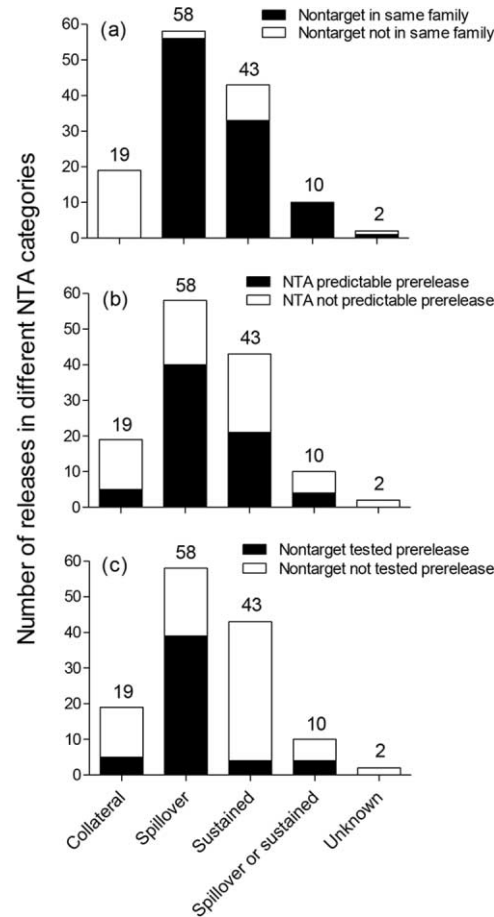 Number of releases in different NTA categories
(a)
Nontarget in same family
Nontarget not in same family
60
50
40
30
20
10
0
19
58
43
10
2
(b)
NTA predictable prerelease
NTA not predictable prerelease
60
50
40
30
20
10
0
19
58
43
10
2
(c)
Nontarget tested prerelease
Nontarget not tested prerelease
60
50
40
30
20
10
0
19
58
43
10
2
Collateral
Spillover
Sustained
Spillover or sustained
Unknown